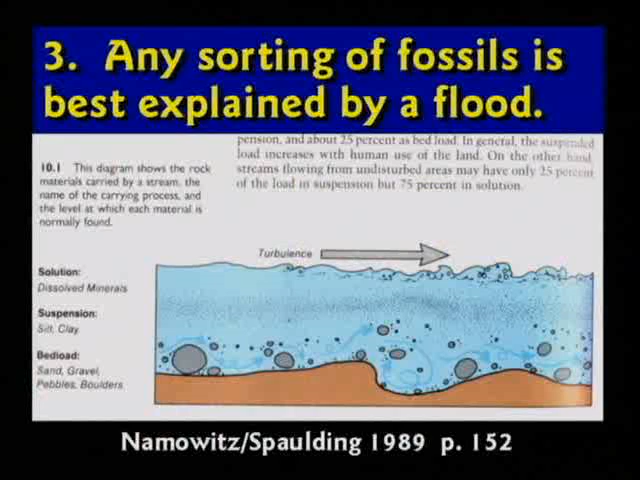 3. Any sorting of fossils is
best explained by a flood.
pension, and about 25 percent as bed load. In general, the suspended
load increases with human use of the land. On the other hand
streams flowing from undisturbed areas may have only 25 percent
of the load in suspension but 75 percent in solution.
10.1 This diagram shows the rock
materials carried by a stream, the
name of the carrying process, and
the level at which each material is
normally found.
Turbulence
Solution:
Dissolved Minerals
Suspension:
Silt, Clay
Bedload:
Sand, Gravel,
Pebbles, Boulders
Namowitz/Spaulding 1989 p. 152